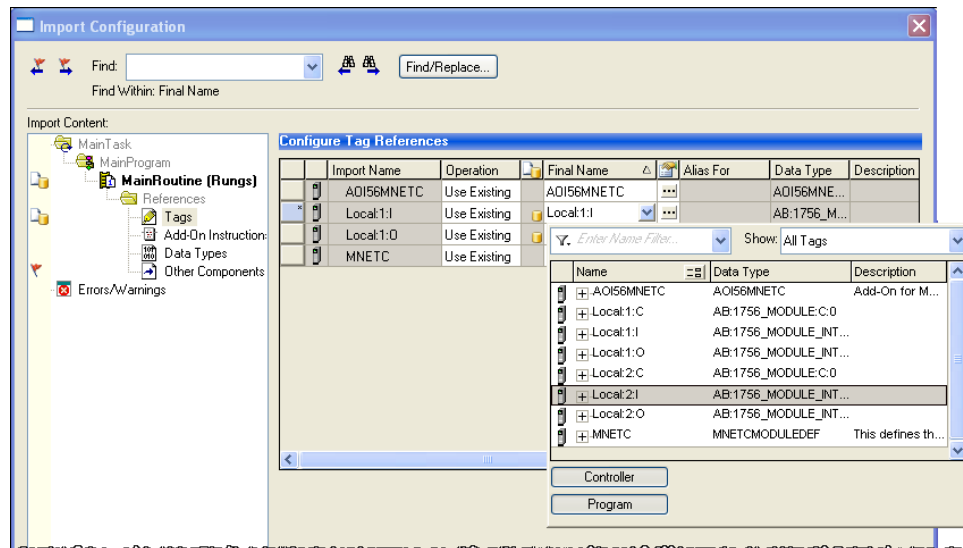 Import Configuration
Find:
Find/Replace...
Find Within: Final Name
Import Content:
MainTask
MainProgram
MainRoutine (Rungs)
References
Tags
Add-On Instruction:
Data Types
Other Components
Errors/Warnings
Configure Tag References
Import Name Operation Final Name Alias For Data Type Description
AOI56MNETC Use Existing AOI56MNETC ... AOI56MNE...
Local:1:I Use Existing Local:1:I ... AB:1756_M...
Local:1:O Use Existing
MNETC Use Existing
Enter Name Filter... Show: All Tags
Name Data Type Description
AOI56MNETC AOI56MNETC Add-On for M...
Local:1:C AB:1756_MODULE:C:0
Local:1:I AB:1756_MODULE_INT...
Local:1:O AB:1756_MODULE_INT...
Local:2:C AB:1756_MODULE:C:0
Local:2:I AB:1756_MODULE_INT...
Local:2:O AB:1756_MODULE_INT...
MNETC MNETCMODULEDEF This defines th...
Controller
Program